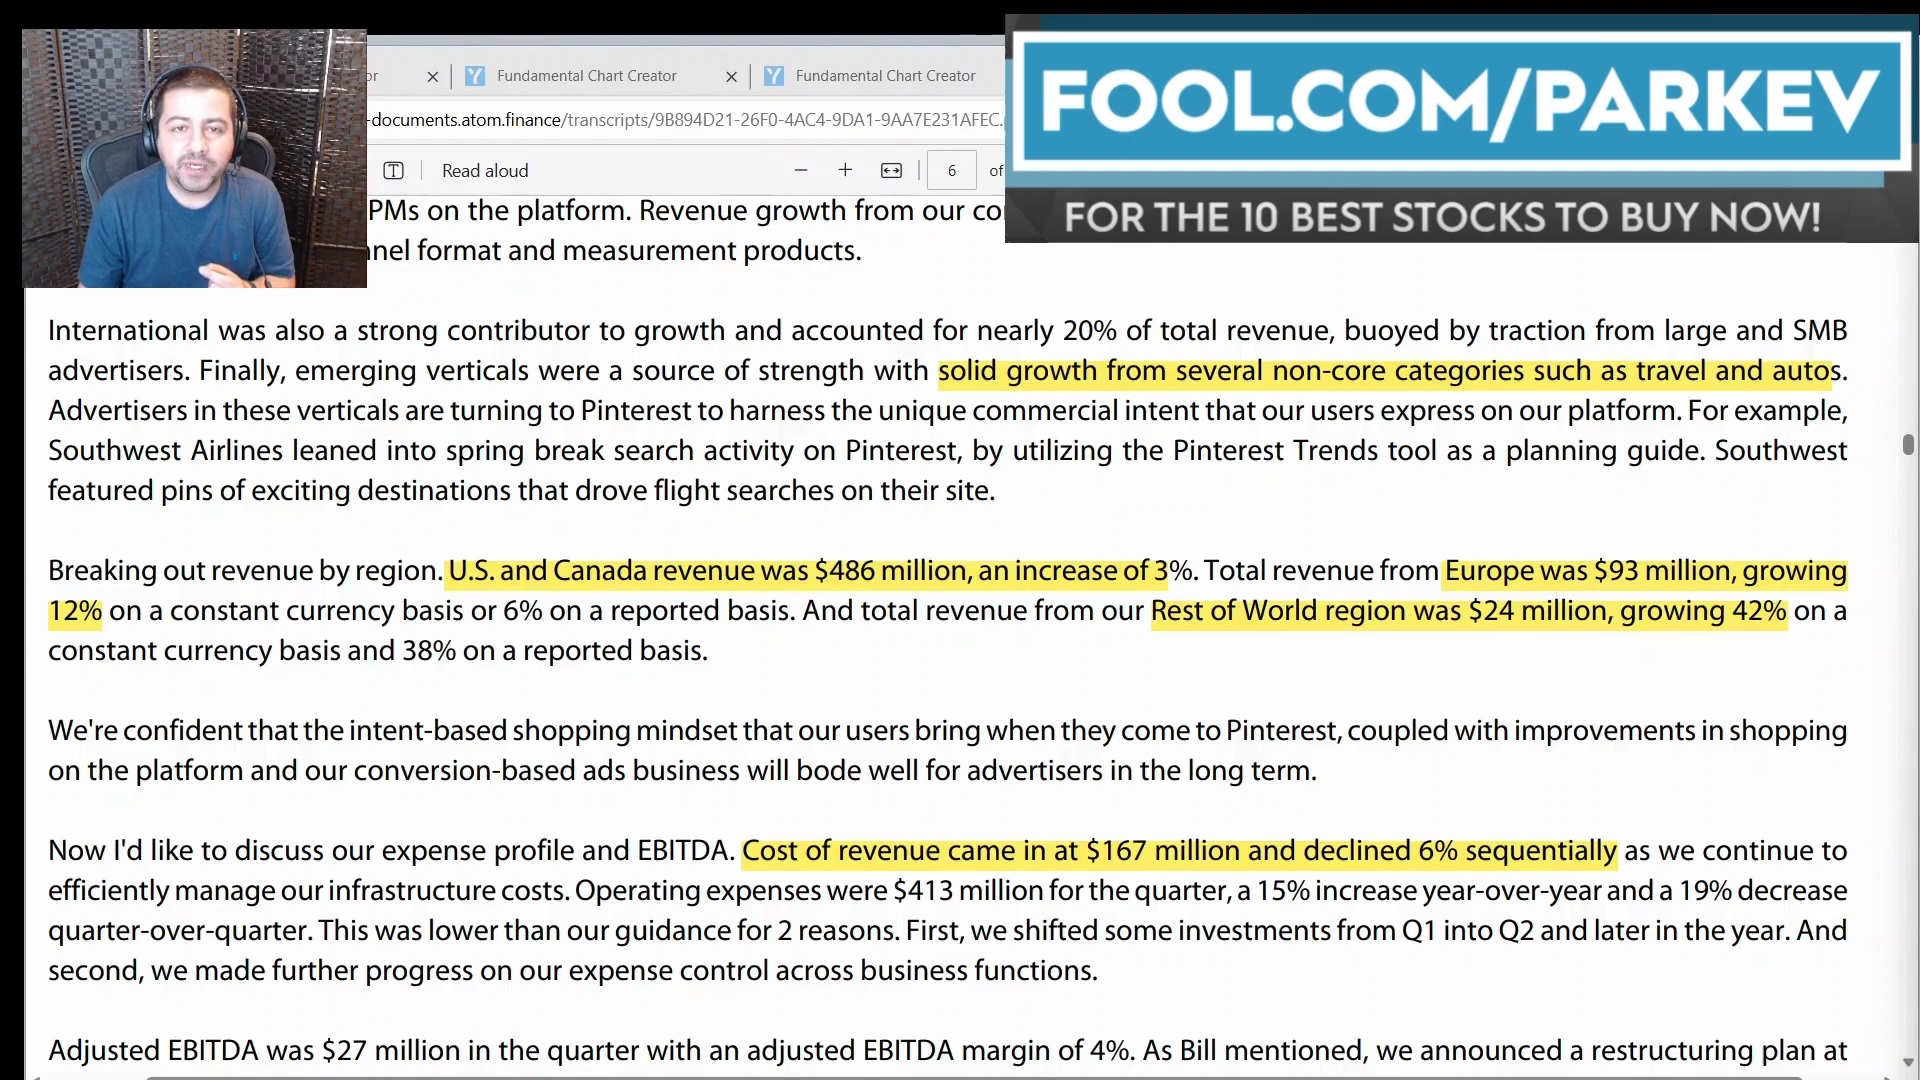 or
Fundamental Chart Creator
Fundamental Chart Creator
FOOL.COM/PARKEV
FOR THE 10 BEST STOCKS TO BUY NOW!
-documents.atom.finance/transcripts/9B894D21-26F0-4AC4-9DA1-9AA7E231AFEC.
Read aloud
6 of
PMs on the platform. Revenue growth from our co
nel format and measurement products.
International was also a strong contributor to growth and accounted for nearly 20% of total revenue, buoyed by traction from large and SMB
advertisers. Finally, emerging verticals were a source of strength with solid growth from several non-core categories such as travel and autos.
Advertisers in these verticals are turning to Pinterest to harness the unique commercial intent that our users express on our platform. For example,
Southwest Airlines leaned into spring break search activity on Pinterest, by utilizing the Pinterest Trends tool as a planning guide. Southwest
featured pins of exciting destinations that drove flight searches on their site.
Breaking out revenue by region. U.S. and Canada revenue was $486 million, an increase of 3%. Total revenue from Europe was $93 million, growing
12% on a constant currency basis or 6% on a reported basis. And total revenue from our Rest of World region was $24 million, growing 42% on a
constant currency basis and 38% on a reported basis.
We're confident that the intent-based shopping mindset that our users bring when they come to Pinterest, coupled with improvements in shopping
on the platform and our conversion-based ads business will bode well for advertisers in the long term.
Now I'd like to discuss our expense profile and EBITDA. Cost of revenue came in at $167 million and declined 6% sequentially as we continue to
efficiently manage our infrastructure costs. Operating expenses were $413 million for the quarter, a 15% increase year-over-year and a 19% decrease
quarter-over-quarter. This was lower than our guidance for 2 reasons. First, we shifted some investments from Q1 into Q2 and later in the year. And
second, we made further progress on our expense control across business functions.
Adjusted EBITDA was $27 million in the quarter with an adjusted EBITDA margin of 4%. As Bill mentioned, we announced a restructuring plan at